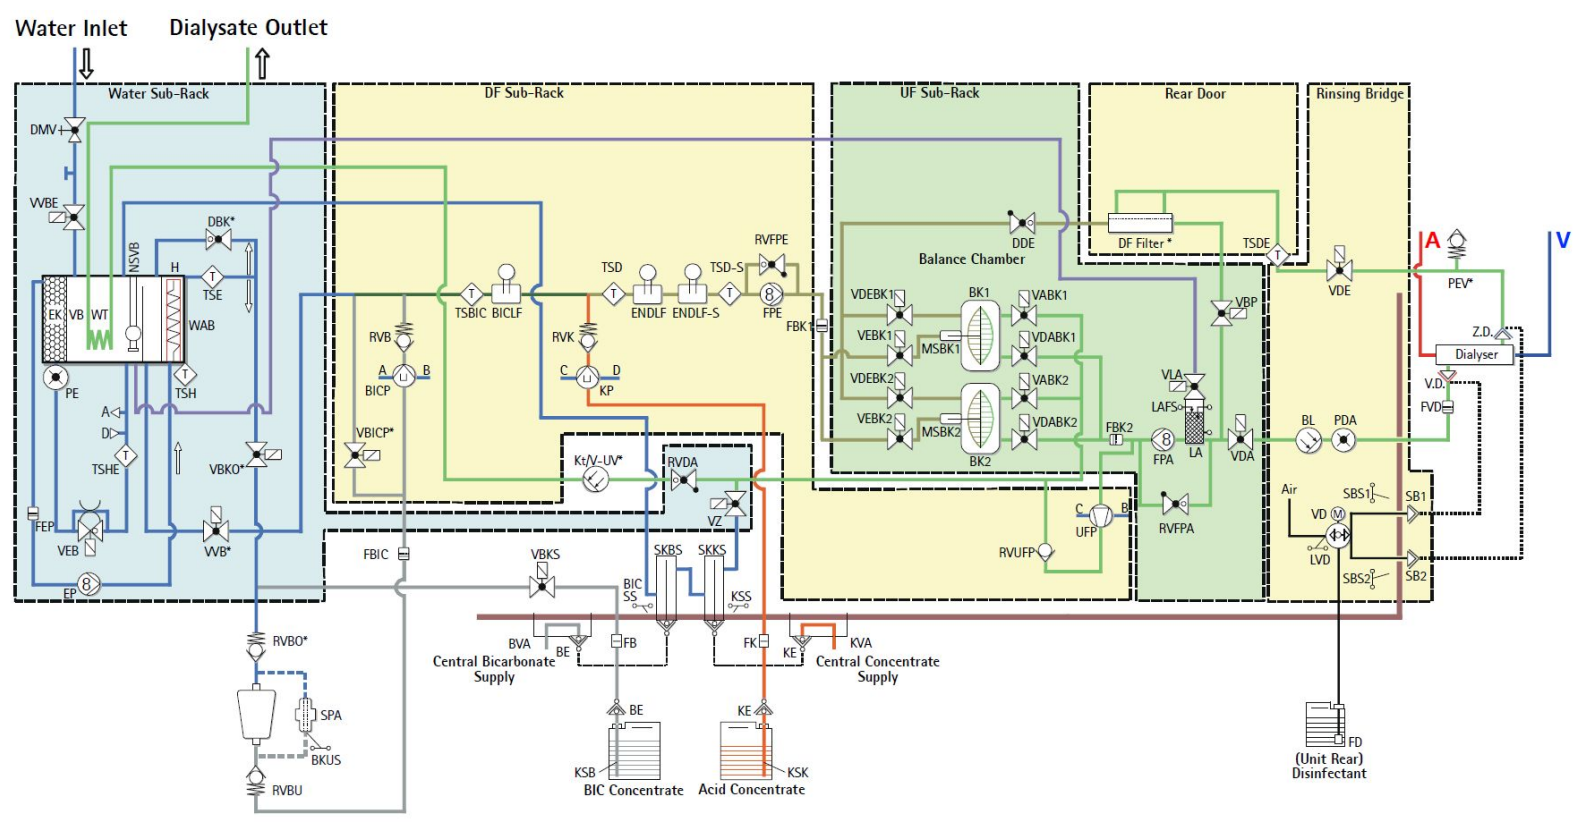 Water Inlet
Dialysate Outlet
Water Sub-Rack
DF Sub-Rack
UF Sub-Rack
Rear Door
Rinsing Bridge
DMV
VVBE
DBK*
NSVB
H
TSE
EK
VB
WT
WAB
PE
TSH
A
D
TSHE
VBKO*
FEP
VEB
VVB*
EP
RVFPE
TSD
TSD-S
TSBIC
BICLF
ENDLF
ENDLF-S
FPE
FBK1
RVB
RVK
A
B
BICP
C
D
KP
VBICP*
Kt/V-UV*
RVDA
VZ
FBIC
VBKS
SKBS
SKKS
BIC
SS
KSS
DDE
Balance Chamber
VDEBK1
BK1
VABK1
VEBK1
MSBK1
VDABK1
VDEBK2
VABK2
VEBK2
MSBK2
VDABK2
BK2
FBK2
FPA
VLA
LAFS
LA
VDA
RVFPA
C
B
UFP
RVUFP
DF Filter *
TSDE
VBP
VDE
A
V
PEV*
Z.D.
Dialyser
V.D.
FVD
BL
PDA
Air
SBS1
SB1
VD
M
LVD
SBS2
SB2
RVBO*
SPA
BKUS
RVBU
BVA
BE
FB
Central Bicarbonate
Supply
FK
KE
KVA
Central Concentrate
Supply
BE
KE
KSB
KSK
BIC Concentrate
Acid Concentrate
FD
(Unit Rear)
Disinfectant